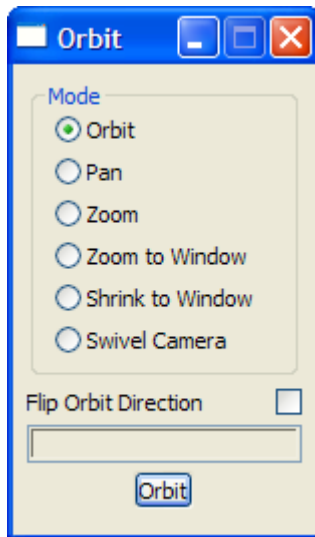 Orbit
Mode
Orbit
Pan
Zoom
Zoom to Window
Shrink to Window
Swivel Camera
Flip Orbit Direction
Orbit